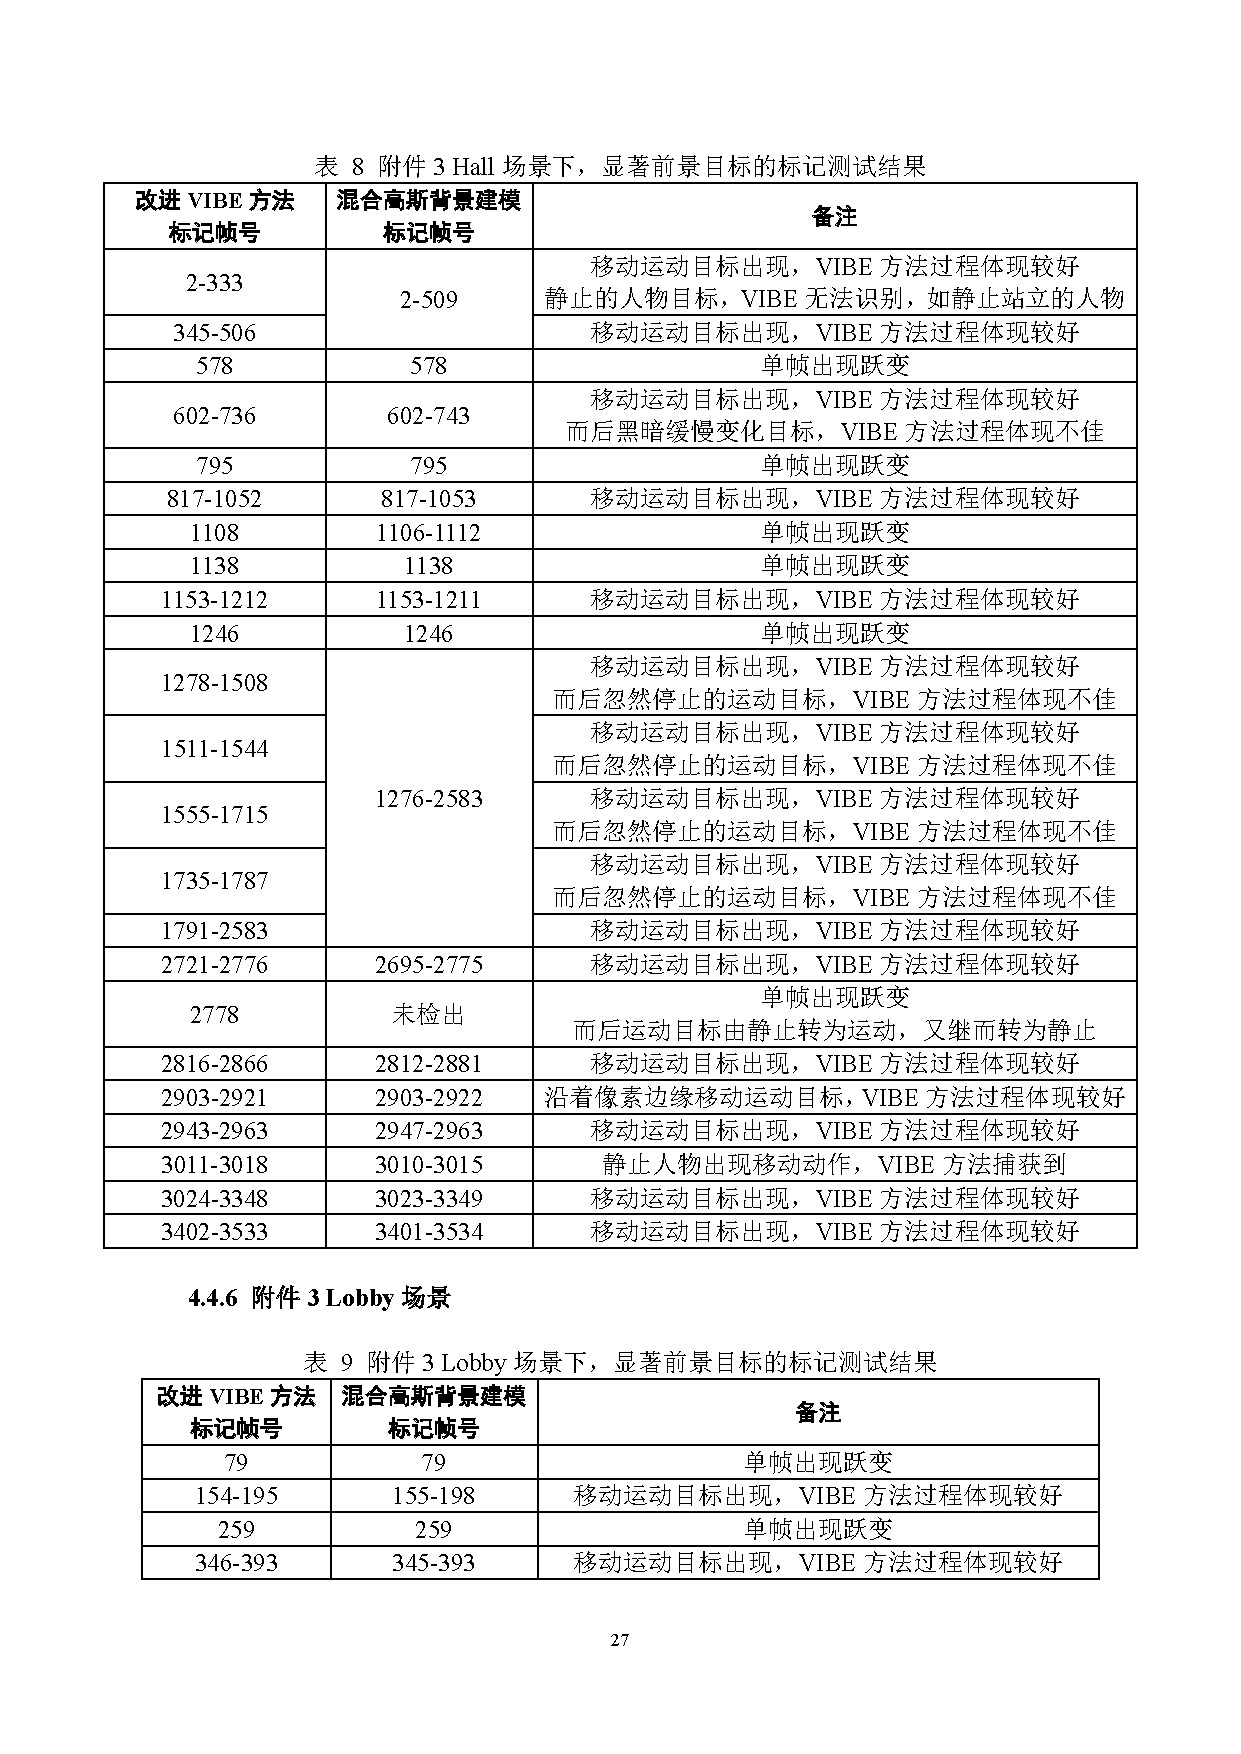 表 8 附件 3 Hall 场景下，显著前景目标的标记测试结果
改进 VIBE 方法 混合高斯背景建模 备注
标记帧号 标记帧号
2-333 2-509 移动运动目标出现，VIBE 方法过程体现较好
静止的人物目标，VIBE 无法识别，如静止站立的人物
345-506 移动运动目标出现，VIBE 方法过程体现较好
578 578 单帧出现跃变
602-736 602-743 移动运动目标出现，VIBE 方法过程体现较好
而后黑暗缓慢变化目标，VIBE 方法过程体现不佳
795 795 单帧出现跃变
817-1052 817-1053 移动运动目标出现，VIBE 方法过程体现较好
1108 1106-1112 单帧出现跃变
1138 1138 单帧出现跃变
1153-1212 1153-1211 移动运动目标出现，VIBE 方法过程体现较好
1246 1246 单帧出现跃变
1278-1508 移动运动目标出现，VIBE 方法过程体现较好
而后忽然停止的运动目标，VIBE 方法过程体现不佳
1511-1544 移动运动目标出现，VIBE 方法过程体现较好
而后忽然停止的运动目标，VIBE 方法过程体现不佳
1555-1715 1276-2583 移动运动目标出现，VIBE 方法过程体现较好
而后忽然停止的运动目标，VIBE 方法过程体现不佳
1735-1787 移动运动目标出现，VIBE 方法过程体现较好
而后忽然停止的运动目标，VIBE 方法过程体现不佳
1791-2583 移动运动目标出现，VIBE 方法过程体现较好
2721-2776 2695-2775 移动运动目标出现，VIBE 方法过程体现较好
2778 未检出 单帧出现跃变
而后运动目标由静止转为运动，又继而转为静止
2816-2866 2812-2881 移动运动目标出现，VIBE 方法过程体现较好
2903-2921 2903-2922 沿着像素边缘移动运动目标，VIBE 方法过程体现较好
2943-2963 2947-2963 移动运动目标出现，VIBE 方法过程体现较好
3011-3018 3010-3015 静止人物出现移动动作，VIBE 方法捕获到
3024-3348 3023-3349 移动运动目标出现，VIBE 方法过程体现较好
3402-3533 3401-3534 移动运动目标出现，VIBE 方法过程体现较好
4.4.6 附件 3 Lobby 场景
表 9 附件 3 Lobby 场景下，显著前景目标的标记测试结果
改进 VIBE 方法 混合高斯背景建模 备注
标记帧号 标记帧号
79 79 单帧出现跃变
154-195 155-198 移动运动目标出现，VIBE 方法过程体现较好
259 259 单帧出现跃变
346-393 345-393 移动运动目标出现，VIBE 方法过程体现较好
27